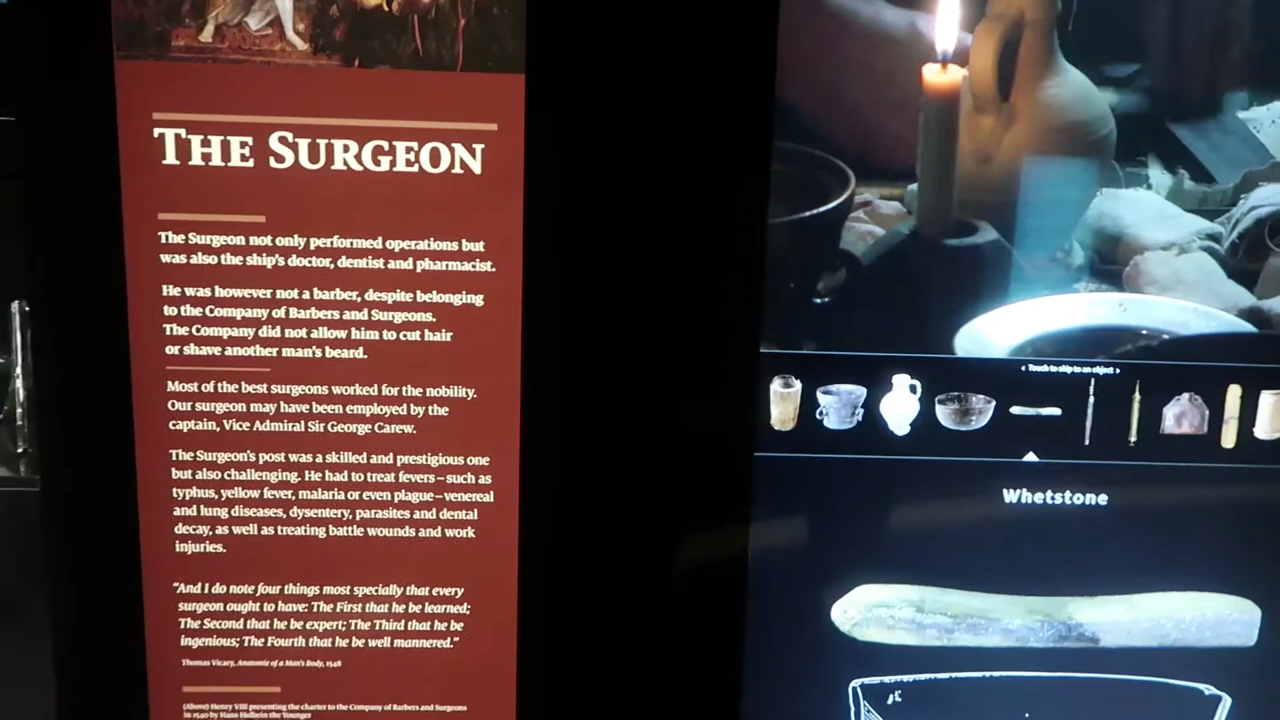 THE SURGEON
The Surgeon not only performed operations but
was also the ship's doctor, dentist and pharmacist.
He was however not a barber, despite belonging
to the Company of Barbers and Surgeons.
The Company did not allow him to cut hair
or shave another man's beard.
Most of the best surgeons worked for the nobility.
Our surgeon may have been employed by the
captain, Vice Admiral Sir George Carew.
The Surgeon's post was a skilled and prestigious one
but also challenging. He had to treat fevers – such as
typhus, yellow fever, malaria or even plague – venereal
and lung diseases, dysentery, parasites and dental
decay, as well as treating battle wounds and work
injuries.
"And I do note four things most specially that every
surgeon ought to have: The First that he be learned;
The Second that he be expert; The Third that he be
ingenious; The Fourth that he be well mannered."
Thomas Vicary, Anatomie of a Man's Body, 1548
(Above) Henry VIII presenting the charter to the Company of Barbers and Surgeons
in 1540 by Hans Holbein the Younger
< Touch to skip to an object >
Whetstone